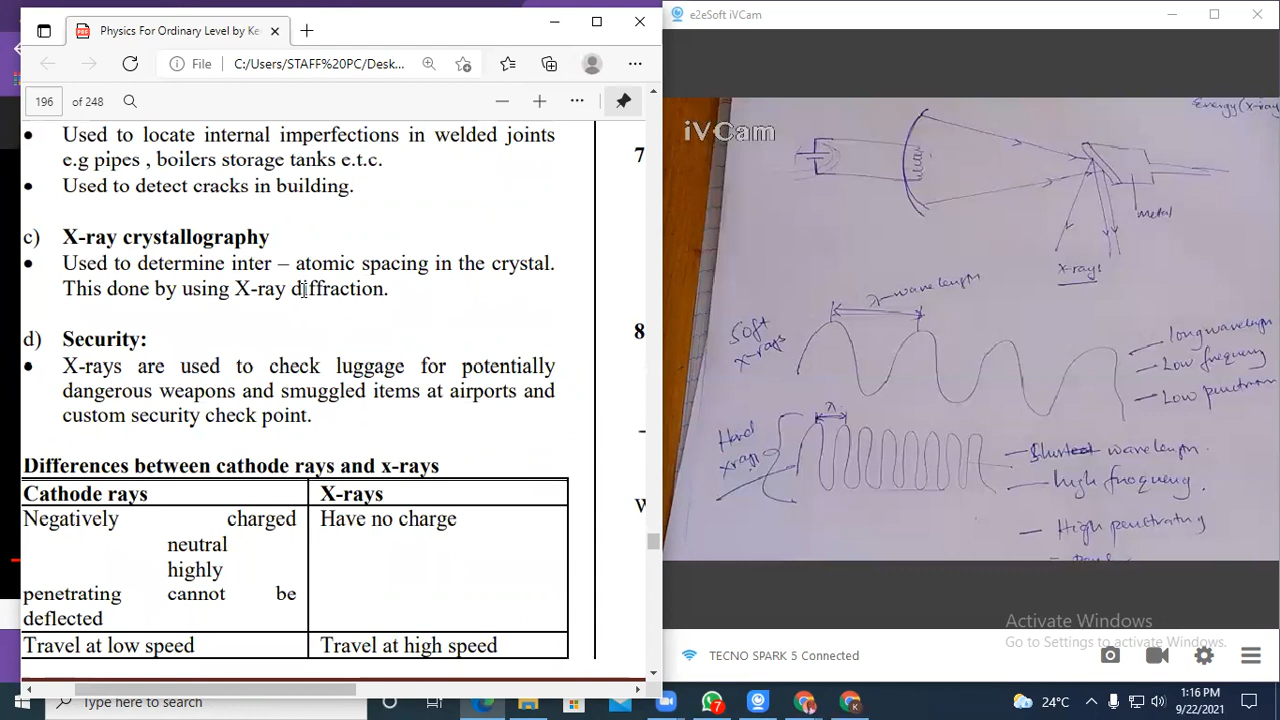 Physics For Ordinary Level by Ke
File
C:/Users/STAFF%20PC/Desk...
196 of 248
Used to locate internal imperfections in welded joints
e.g pipes , boilers storage tanks e.t.c.
Used to detect cracks in building.
c) X-ray crystallography
Used to determine inter – atomic spacing in the crystal.
This done by using X-ray diffraction.
d) Security:
X-rays are used to check luggage for potentially
dangerous weapons and smuggled items at airports and
custom security check point.
Differences between cathode rays and x-rays
Cathode rays X-rays
Negatively charged Have no charge
neutral
highly
penetrating cannot be
deflected
Travel at low speed Travel at high speed
7
8
W
e2eSoft iVCam
iVCam
Energy (x-ray
Metal
x-rays
λ-wavelength
Soft
x-rays
long wavelength
Low frequency
Low penetran
λ
Hard
xrays
wavelength.
high frequency.
High penetrating
Activate Windows
Go to Settings to activate Windows.
TECNO SPARK 5 Connected
Type here to search
7
24°C
1:16 PM
9/22/2021